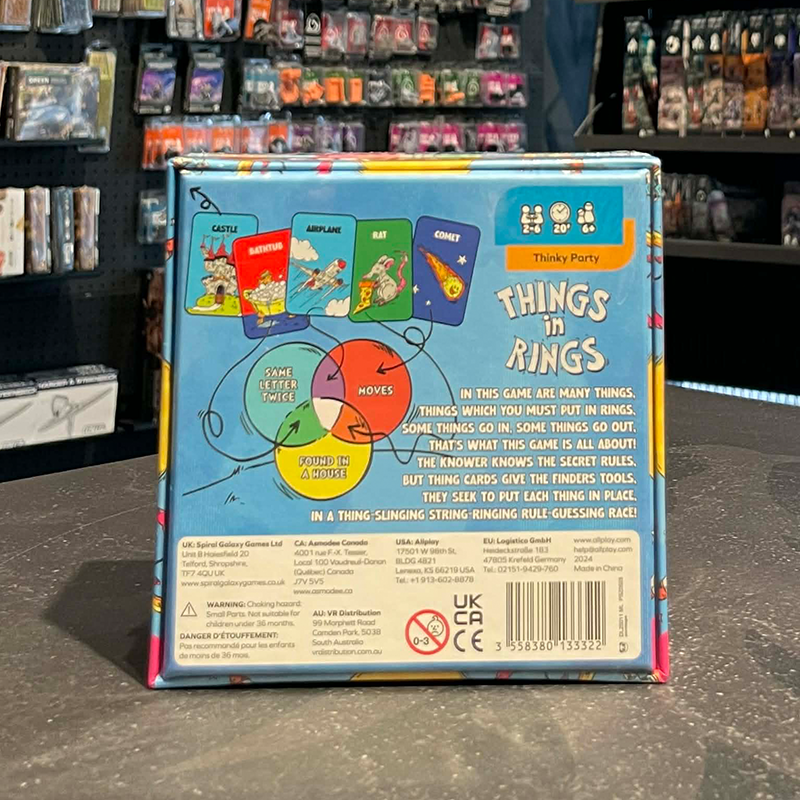 CASTLE
BATHTUB
AIRPLANE
RAT
COMET
2-6 20+ 6+
Thinky Party
THINGS
in
RINGS
SAME
LETTER
TWICE
MOVES
FOUND IN
A HOUSE
IN THIS GAME ARE MANY THINGS.
THINGS WHICH YOU MUST PUT IN RINGS.
SOME THINGS GO IN, SOME THINGS GO OUT.
THAT'S WHAT THIS GAME IS ALL ABOUT!
THE KNOWER KNOWS THE SECRET RULES.
BUT THING CARDS GIVE THE FINDERS TOOLS.
THEY SEEK TO PUT EACH THING IN PLACE,
IN A THING-SLINGING STRING-RINGING RULE-GUESSING RACE!
UK: Spiral Galaxy Games Ltd
Unit B Halesfield 20
Telford, Shropshire,
TF7 4QU UK
www.spiralgalaxygames.co.uk
CA: Asmodee Canada
4001 rue F.-X. Tessier,
Local 100 Vaudreuil-Dorion
(Québec) Canada
J7V 5V5
www.asmodee.ca
USA: Allplay
17501 W 98th St,
BLDG 4821
Lenexa, KS 66219 USA
Tel.: +1 913-602-8878
EU: Logistico GmbH
Heideckstraße 183
47805 Krefeld Germany
Tel.: 02151-9429-760
www.allplay.com
help@allplay.com
2024
Made in China
WARNING: Choking hazard:
Small Parts. Not suitable for
children under 36 months.
DANGER D'ÉTOUFFEMENT:
Pas recommandé pour les enfants
de moins de 36 mois.
AU: VR Distribution
99 Morphett Road
Camden Park, 5038
South Australia
vrdistribution.com.au
0-3
UK
CA
CE
3 558380 133322